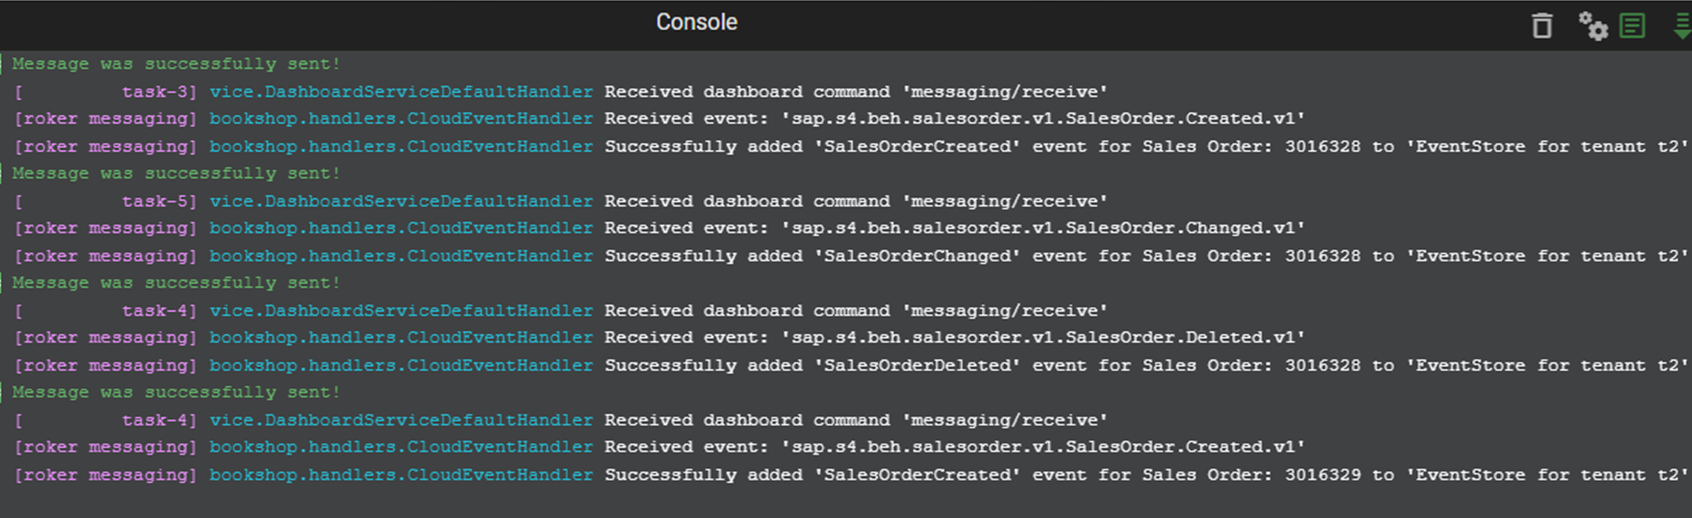 Console
Message was successfully sent!
[ task-3] vice.DashboardServiceDefaultHandler Received dashboard command 'messaging/receive'
[roker messaging] bookshop.handlers.CloudEventHandler Received event: 'sap.s4.beh.salesorder.v1.SalesOrder.Created.v1'
[roker messaging] bookshop.handlers.CloudEventHandler Successfully added 'SalesOrderCreated' event for Sales Order: 3016328 to 'EventStore for tenant t2'
Message was successfully sent!
[ task-5] vice.DashboardServiceDefaultHandler Received dashboard command 'messaging/receive'
[roker messaging] bookshop.handlers.CloudEventHandler Received event: 'sap.s4.beh.salesorder.v1.SalesOrder.Changed.v1'
[roker messaging] bookshop.handlers.CloudEventHandler Successfully added 'SalesOrderChanged' event for Sales Order: 3016328 to 'EventStore for tenant t2'
Message was successfully sent!
[ task-4] vice.DashboardServiceDefaultHandler Received dashboard command 'messaging/receive'
[roker messaging] bookshop.handlers.CloudEventHandler Received event: 'sap.s4.beh.salesorder.v1.SalesOrder.Deleted.v1'
[roker messaging] bookshop.handlers.CloudEventHandler Successfully added 'SalesOrderDeleted' event for Sales Order: 3016328 to 'EventStore for tenant t2'
Message was successfully sent!
[ task-4] vice.DashboardServiceDefaultHandler Received dashboard command 'messaging/receive'
[roker messaging] bookshop.handlers.CloudEventHandler Received event: 'sap.s4.beh.salesorder.v1.SalesOrder.Created.v1'
[roker messaging] bookshop.handlers.CloudEventHandler Successfully added 'SalesOrderCreated' event for Sales Order: 3016329 to 'EventStore for tenant t2'